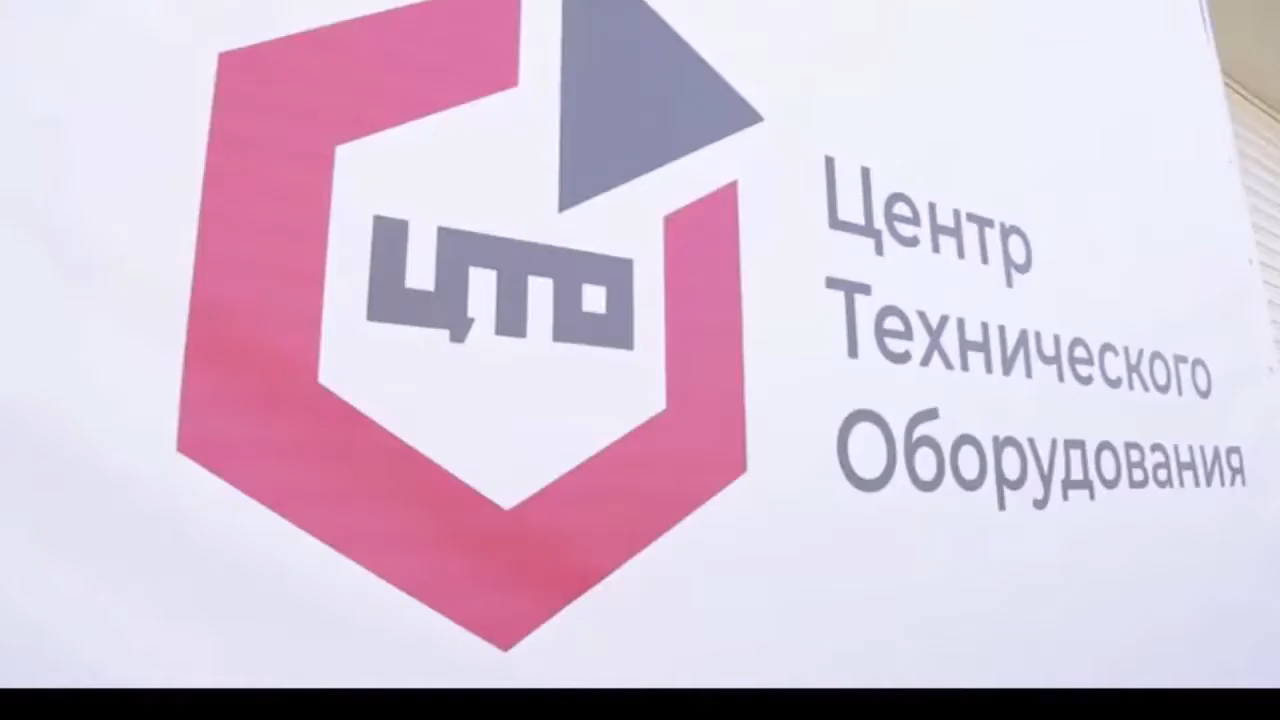 ЦТО
Центр
Технического
Оборудования